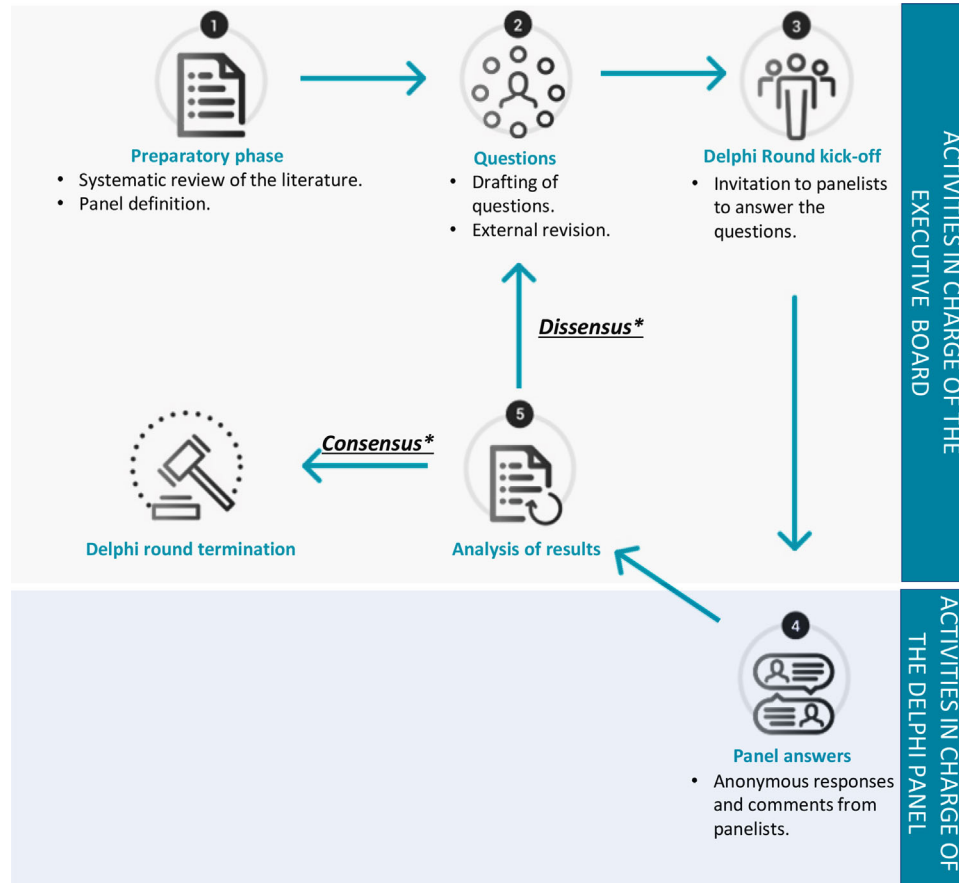 1
Preparatory phase
• Systematic review of the literature.
• Panel definition.
2
Questions
• Drafting of
questions.
• External revision.
3
Delphi Round kick-off
• Invitation to panelists
to answer the
questions.
Dissensus*
Consensus*
Delphi round termination
5
Analysis of results
ACTIVITIES IN CHARGE OF THE
EXECUTIVE BOARD
4
Panel answers
• Anonymous responses
and comments from
panelists.
ACTIVITIES IN CHARGE OF
THE DELPHI PANEL